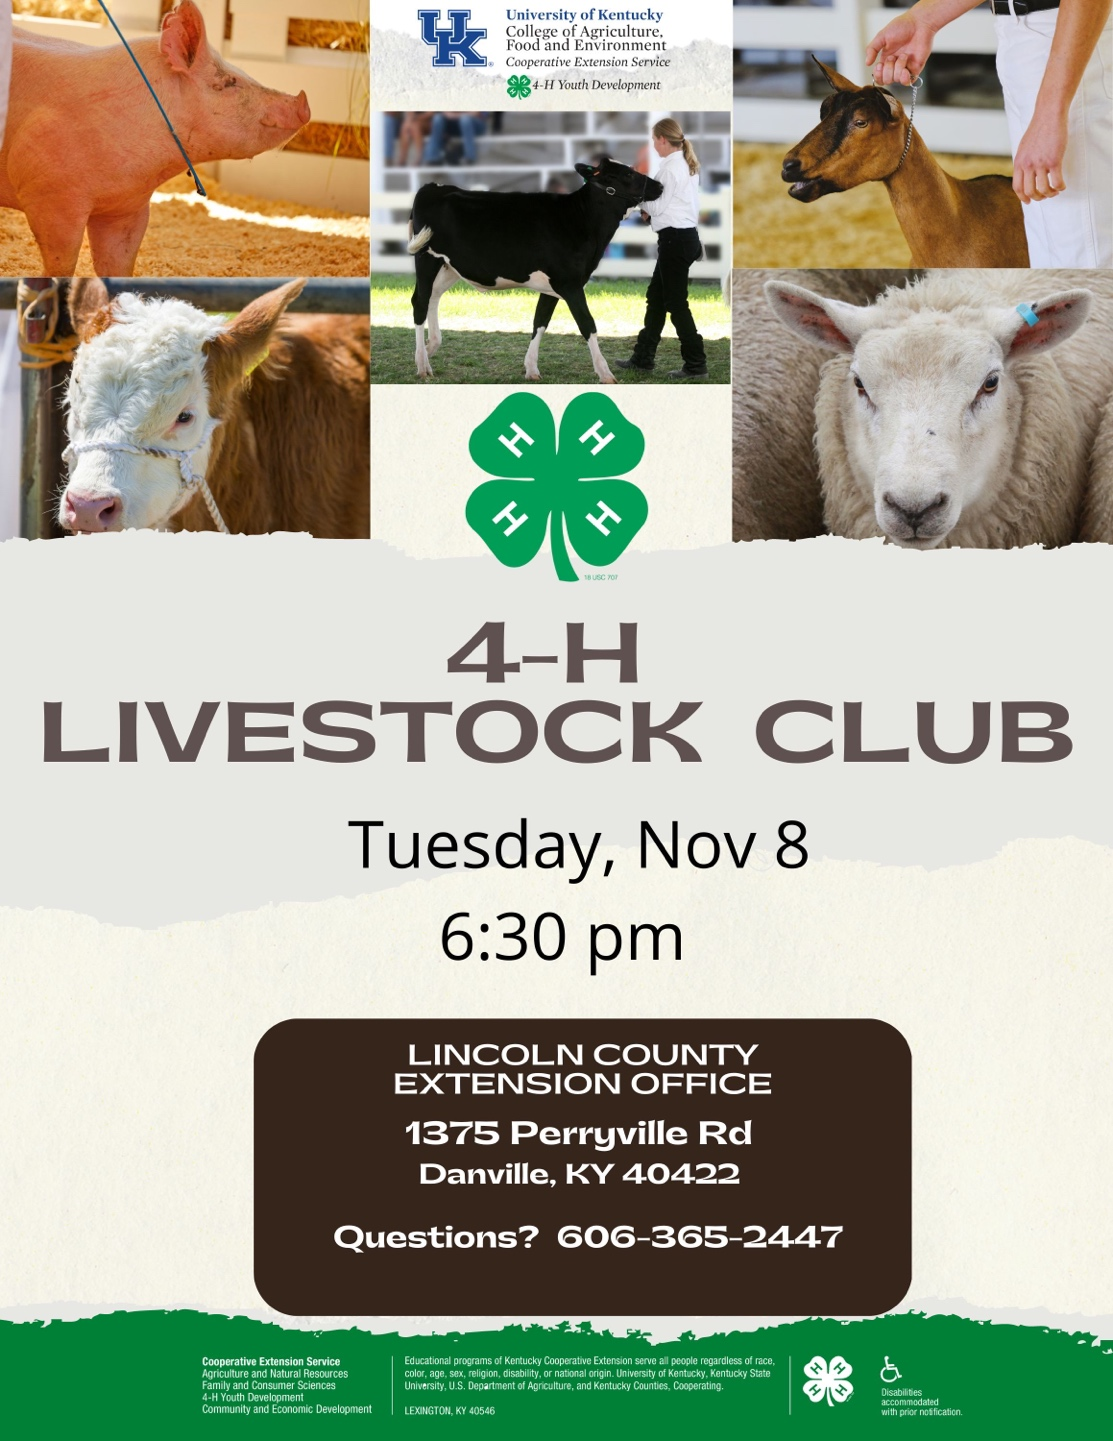 UK
University of Kentucky
College of Agriculture,
Food and Environment
Cooperative Extension Service
4-H Youth Development
H H
H H
18 USC 707
4-H
LIVESTOCK CLUB
Tuesday, Nov 8
6:30 pm
LINCOLN COUNTY
EXTENSION OFFICE
1375 Perryville Rd
Danville, KY 40422
Questions? 606-365-2447
Cooperative Extension Service
Agriculture and Natural Resources
Family and Consumer Sciences
4-H Youth Development
Community and Economic Development
Educational programs of Kentucky Cooperative Extension serve all people regardless of race,
color, age, sex, religion, disability, or national origin. University of Kentucky, Kentucky State
University, U.S. Department of Agriculture, and Kentucky Counties, Cooperating.
LEXINGTON, KY 40546
H H
H H
Disabilities
accommodated
with prior notification.